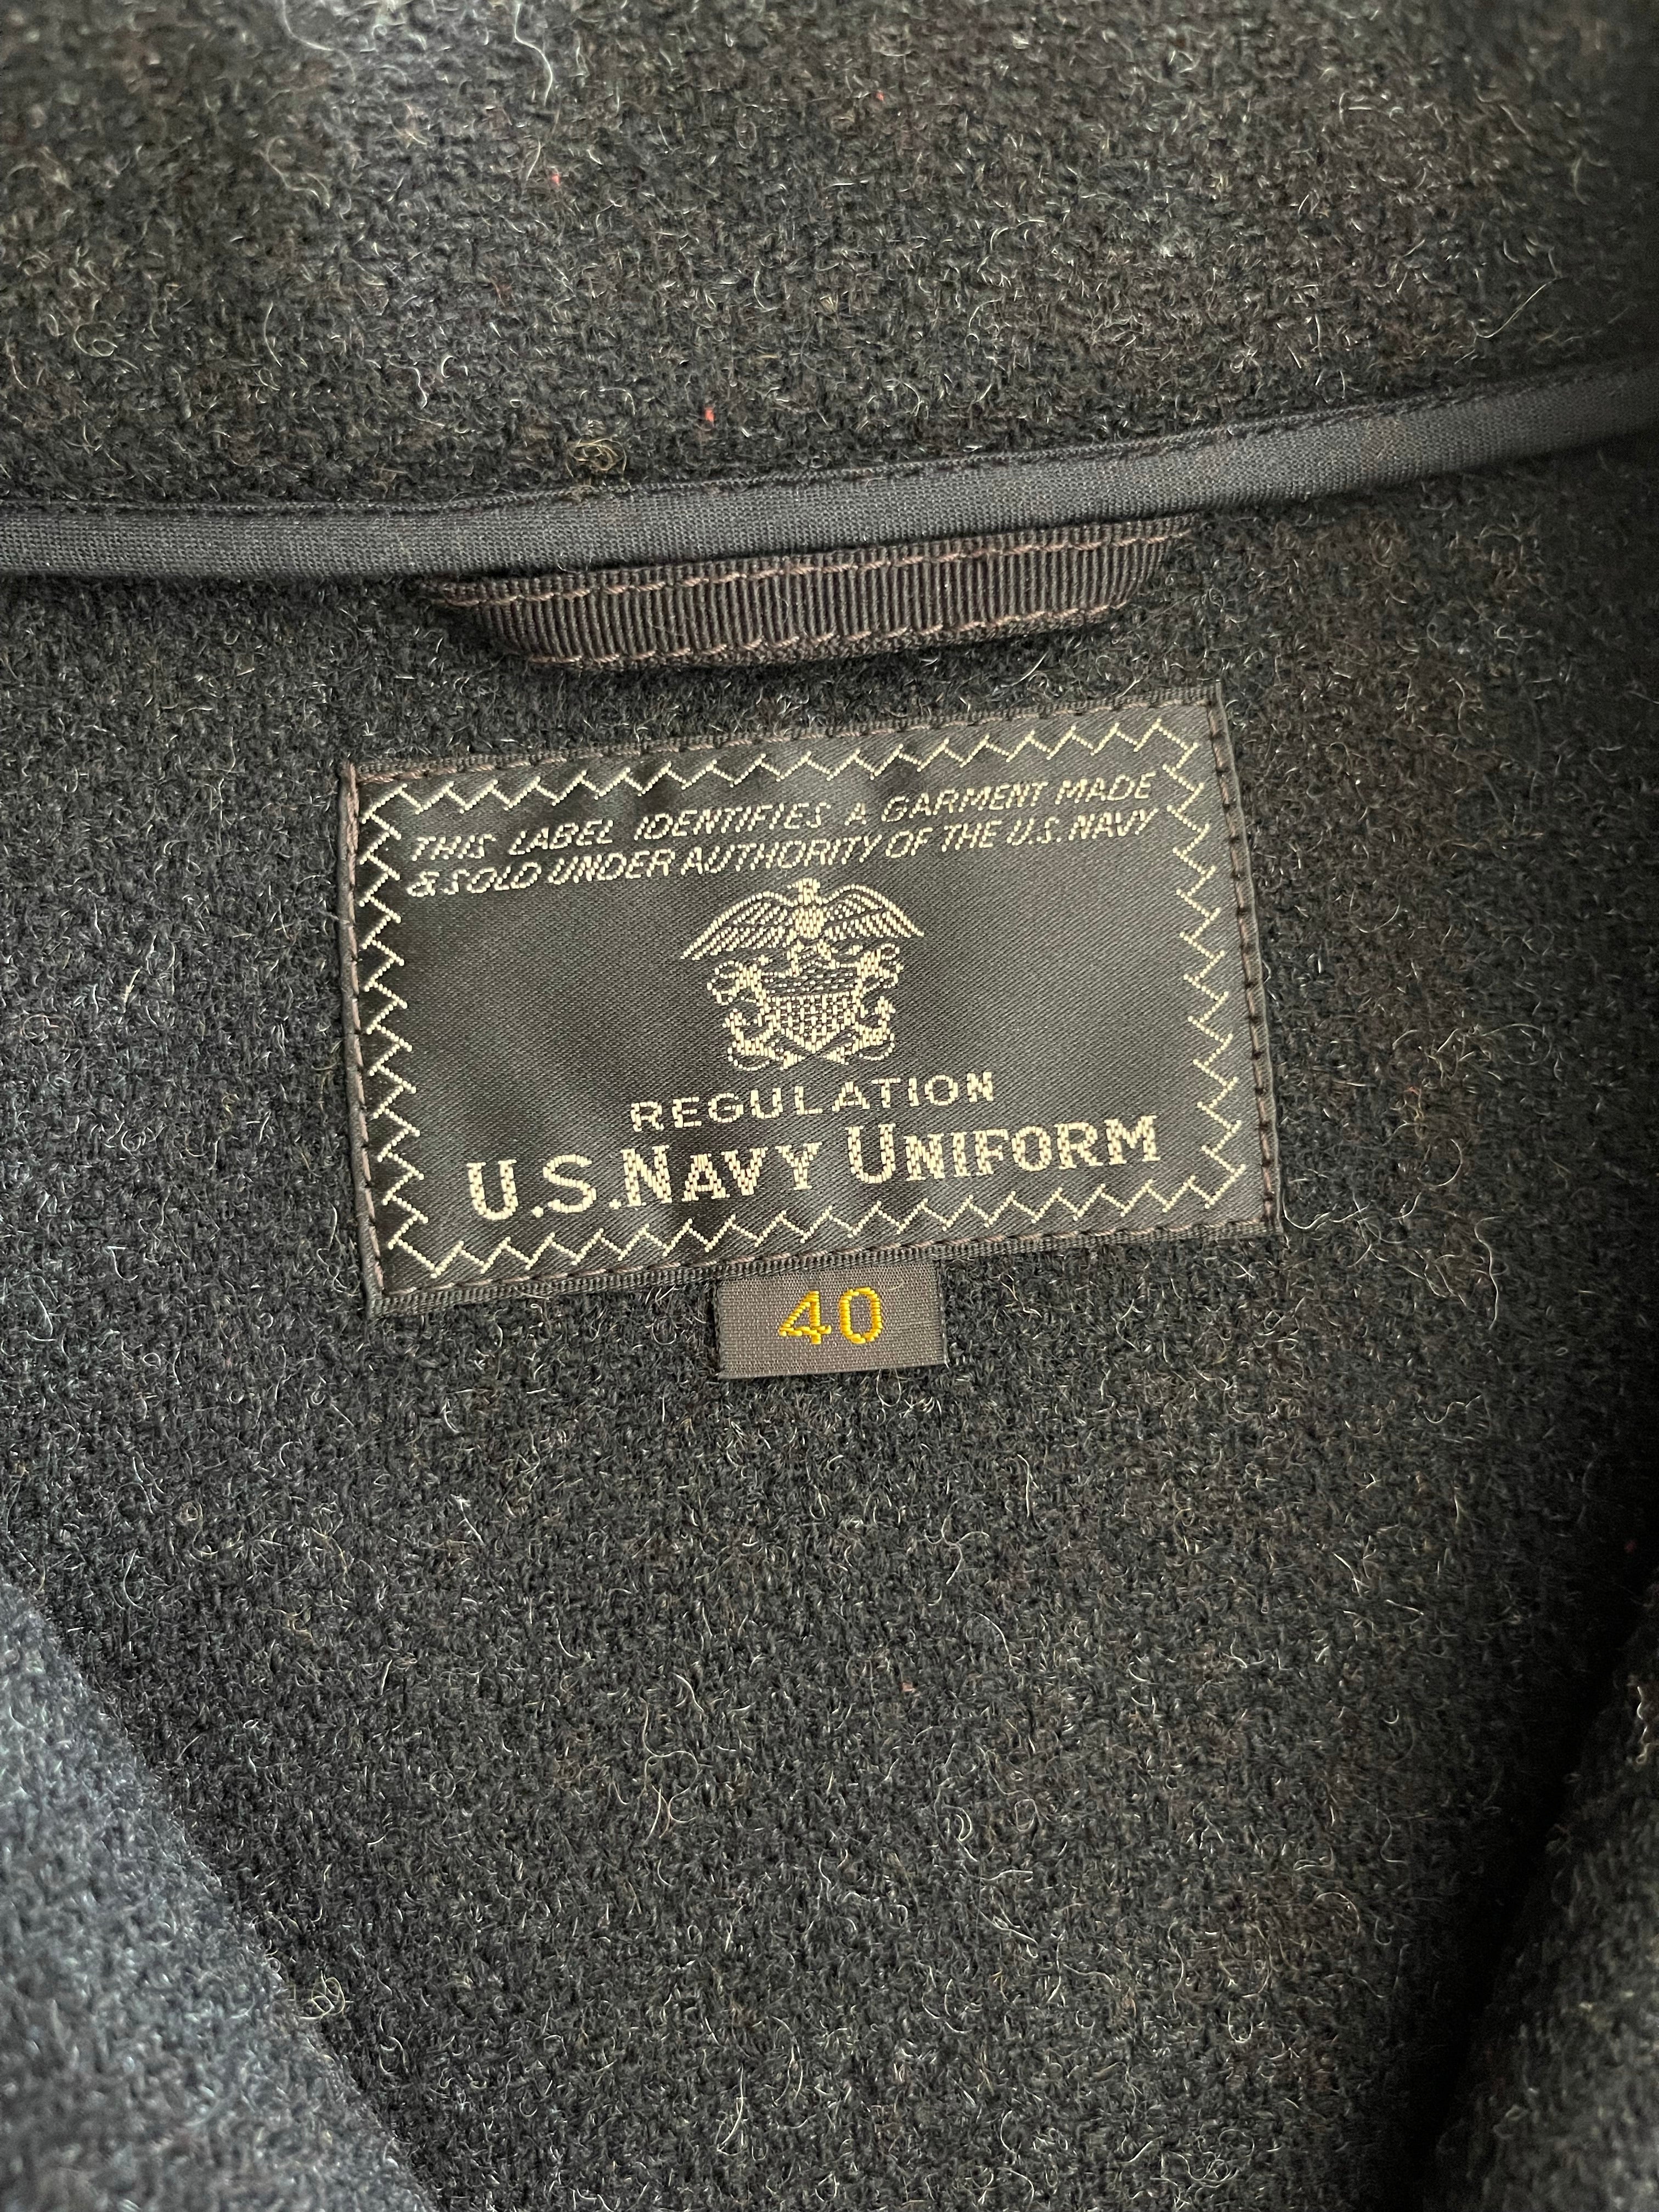 THIS LABEL IDENTIFIES A GARMENT MADE
& SOLD UNDER AUTHORITY OF THE U.S. NAVY
REGULATION
U.S. NAVY UNIFORM
40